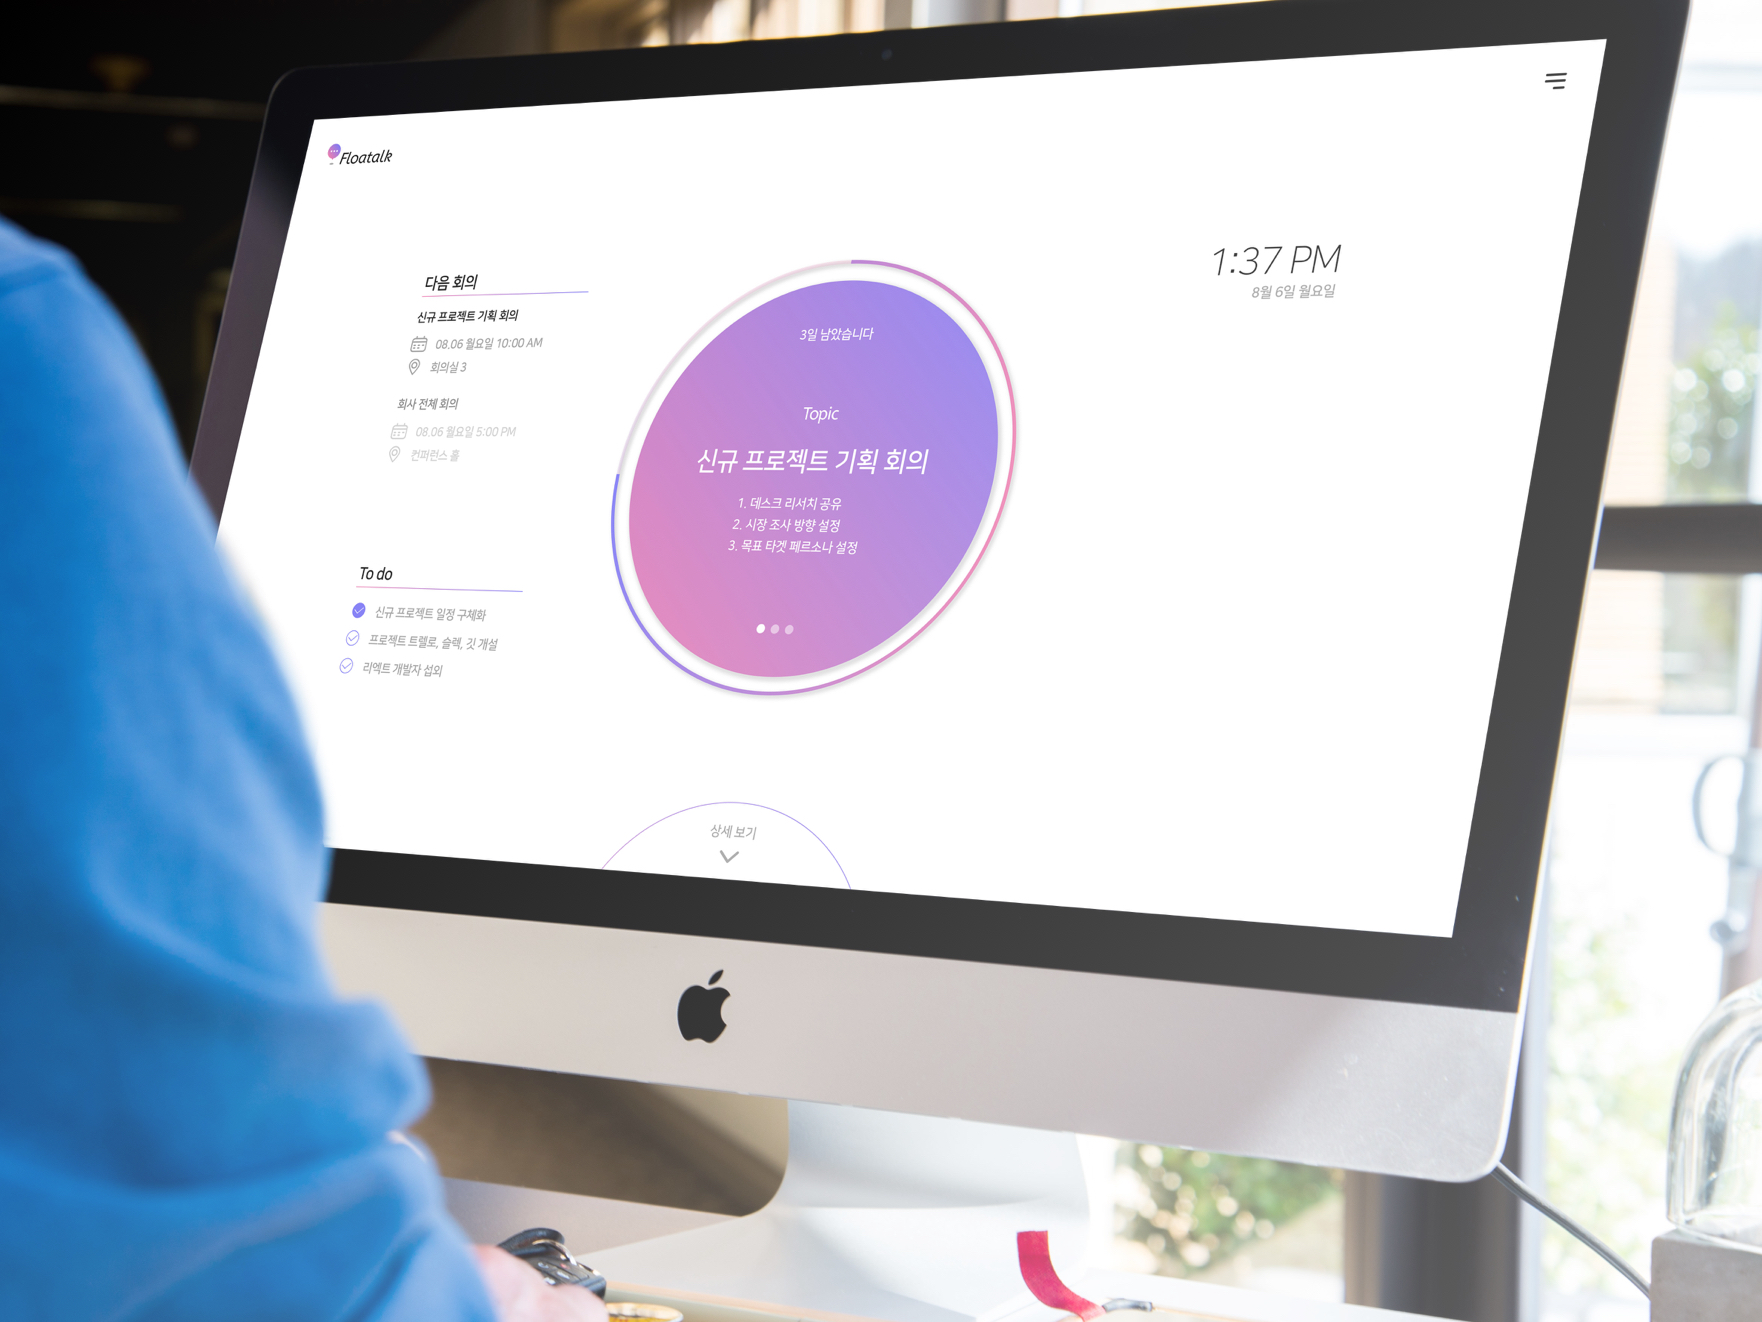 Floatalk
다음 회의
신규 프로젝트 기획 회의
08.06 월요일 10:00 AM
회의실 3
회사 전체 회의
08.06 월요일 5:00 PM
컨퍼런스 홀
To do
신규 프로젝트 일정 구체화
프로젝트 트렐로, 슬랙, 깃 개설
리엑트 개발자 섭외
3일 남았습니다
Topic
신규 프로젝트 기획 회의
1. 데스크 리서치 공유
2. 시장 조사 방향 설정
3. 목표 타겟 페르소나 설정
상세 보기
1:37 PM
8월 6일 월요일